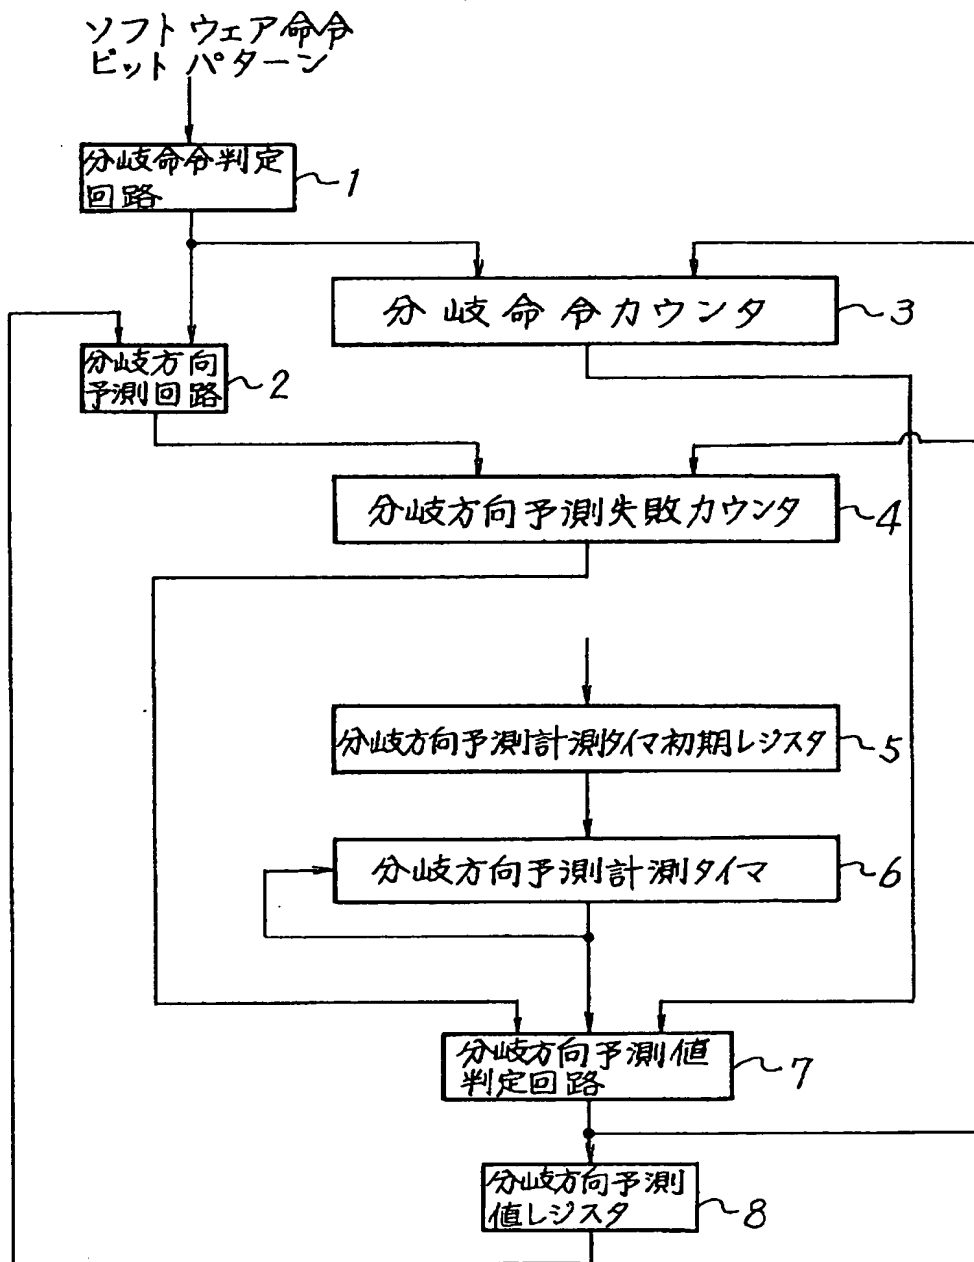 ソフトウェア命令
ビットパターン
分岐命令判定
回路
1
分岐命令カウンタ
3
分岐方向
予測回路
2
分岐方向予測失敗カウンタ
4
分岐方向予測計測タイマ初期レジスタ
5
分岐方向予測計測タイマ
6
分岐方向予測値
判定回路
7
分岐方向予測
値レジスタ
8